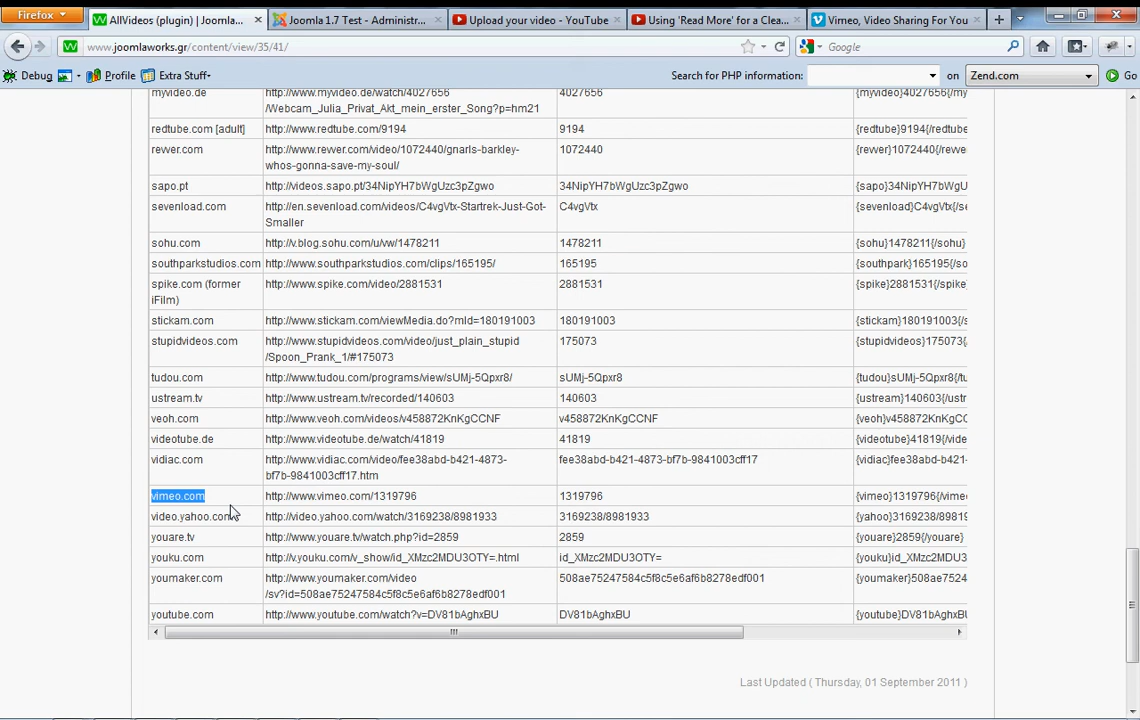 Firefox
AllVideos (plugin) | Joomla...
Joomla 1.7 Test - Administr...
Upload your video - YouTube
Using 'Read More' for a Clea...
Vimeo, Video Sharing For You
www.joomlaworks.gr/content/view/35/41/
Google
Debug
Profile
Extra Stuff
Search for PHP information:
on
Zend.com
Go
myvideo.de http://www.myvideo.de/watch/4027656 4027656 {myvideo}4027656{/my
/Webcam_Julia_Privat_Akt_mein_erster_Song?p=hm21
redtube.com [adult] http://www.redtube.com/9194 9194 {redtube}9194{/redtube
revver.com http://www.revver.com/video/1072440/gnarls-barkley- 1072440 {revver}1072440{/revve
whos-gonna-save-my-soul/
sapo.pt http://videos.sapo.pt/34NipYH7bWgUzc3pZgwo 34NipYH7bWgUzc3pZgwo {sapo}34NipYH7bWgU
sevenload.com http://en.sevenload.com/videos/C4vgVtx-Startrek-Just-Got- C4vgVtx {sevenload}C4vgVtx{/se
Smaller
sohu.com http://v.blog.sohu.com/u/vw/1478211 1478211 {sohu}1478211{/sohu}
southparkstudios.com http://www.southparkstudios.com/clips/165195/ 165195 {southpark}165195{/so
spike.com (former http://www.spike.com/video/2881531 2881531 {spike}2881531{/spike}
iFilm)
stickam.com http://www.stickam.com/viewMedia.do?mId=180191003 180191003 {stickam}180191003{/s
stupidvideos.com http://www.stupidvideos.com/video/just_plain_stupid 175073 {stupidvideos}175073{/
/Spoon_Prank_1/#175073
tudou.com http://www.tudou.com/programs/view/sUMj-5Qpxr8/ sUMj-5Qpxr8 {tudou}sUMj-5Qpxr8{/tu
ustream.tv http://www.ustream.tv/recorded/140603 140603 {ustream}140603{/ustr
veoh.com http://www.veoh.com/videos/v458872KnKgCCNF v458872KnKgCCNF {veoh}v458872KnKgCC
videotube.de http://www.videotube.de/watch/41819 41819 {videotube}41819{/vide
vidiac.com http://www.vidiac.com/video/fee38abd-b421-4873- fee38abd-b421-4873-bf7b-9841003cff17 {vidiac}fee38abd-b421-
bf7b-9841003cff17.htm
vimeo.com http://www.vimeo.com/1319796 1319796 {vimeo}1319796{/vimeo
video.yahoo.com http://video.yahoo.com/watch/3169238/8981933 3169238/8981933 {yahoo}3169238/89819
youare.tv http://www.youare.tv/watch.php?id=2859 2859 {youare}2859{/youare}
youku.com http://v.youku.com/v_show/id_XMzc2MDU3OTY=.html id_XMzc2MDU3OTY= {youku}id_XMzc2MDU3
youmaker.com http://www.youmaker.com/video 508ae75247584c5f8c5e6af6b8278edf001 {youmaker}508ae7524
/sv?id=508ae75247584c5f8c5e6af6b8278edf001
youtube.com http://www.youtube.com/watch?v=DV81bAghxBU DV81bAghxBU {youtube}DV81bAghxB
Last Updated ( Thursday, 01 September 2011 )